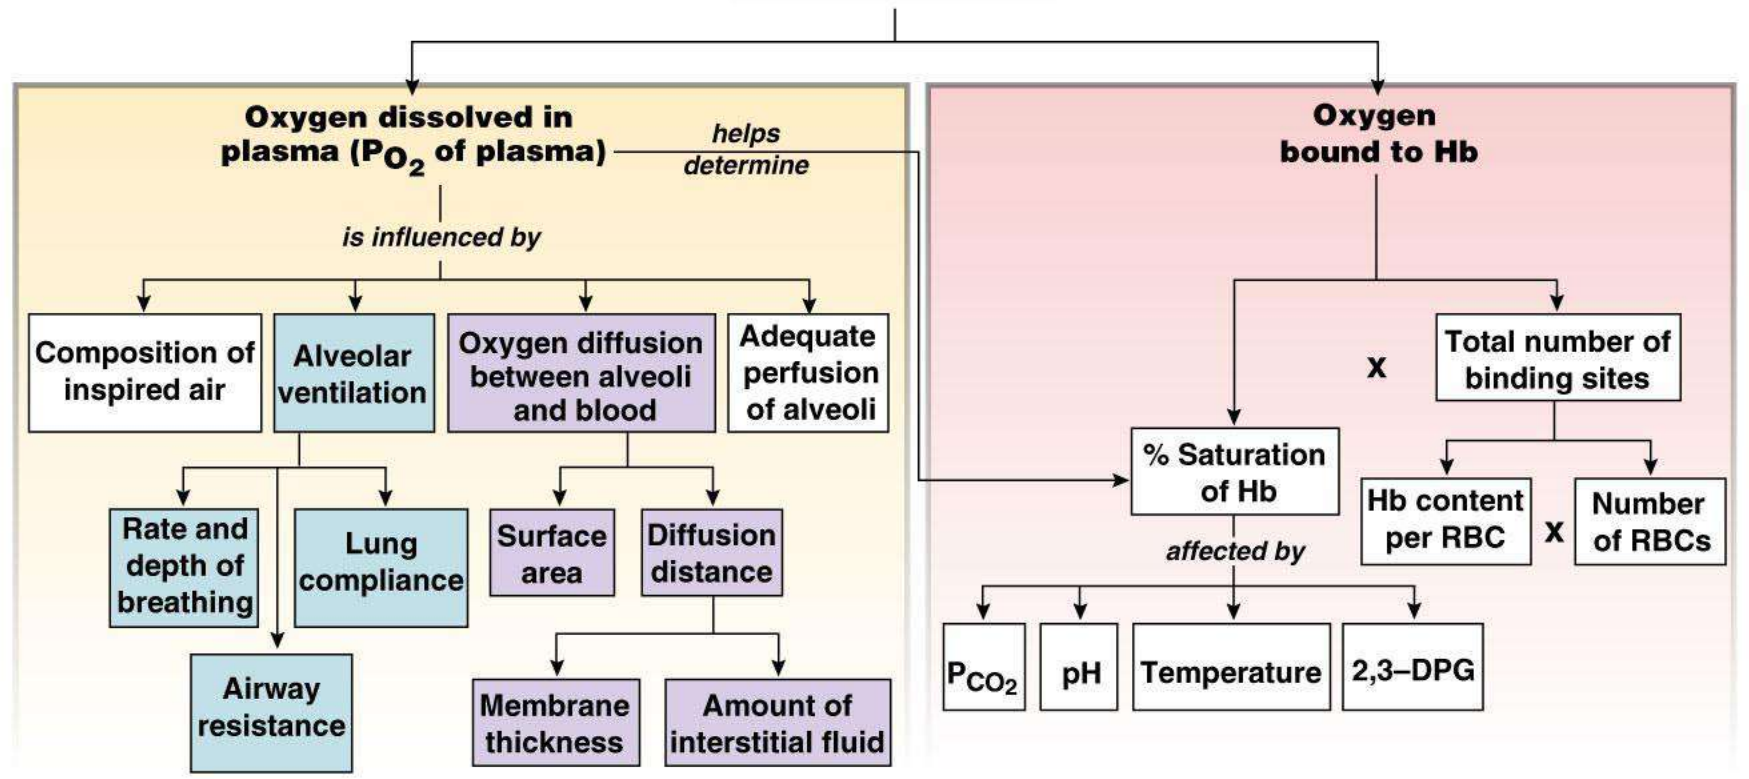 Oxygen dissolved in
plasma (PO2 of plasma)
helps
determine
is influenced by
Composition of
inspired air
Alveolar
ventilation
Oxygen diffusion
between alveoli
and blood
Adequate
perfusion
of alveoli
Rate and
depth of
breathing
Lung
compliance
Airway
resistance
Surface
area
Diffusion
distance
Membrane
thickness
Amount of
interstitial fluid
Oxygen
bound to Hb
x
Total number of
binding sites
% Saturation
of Hb
Hb content
per RBC
x
Number
of RBCs
affected by
PCO2
pH
Temperature
2,3–DPG